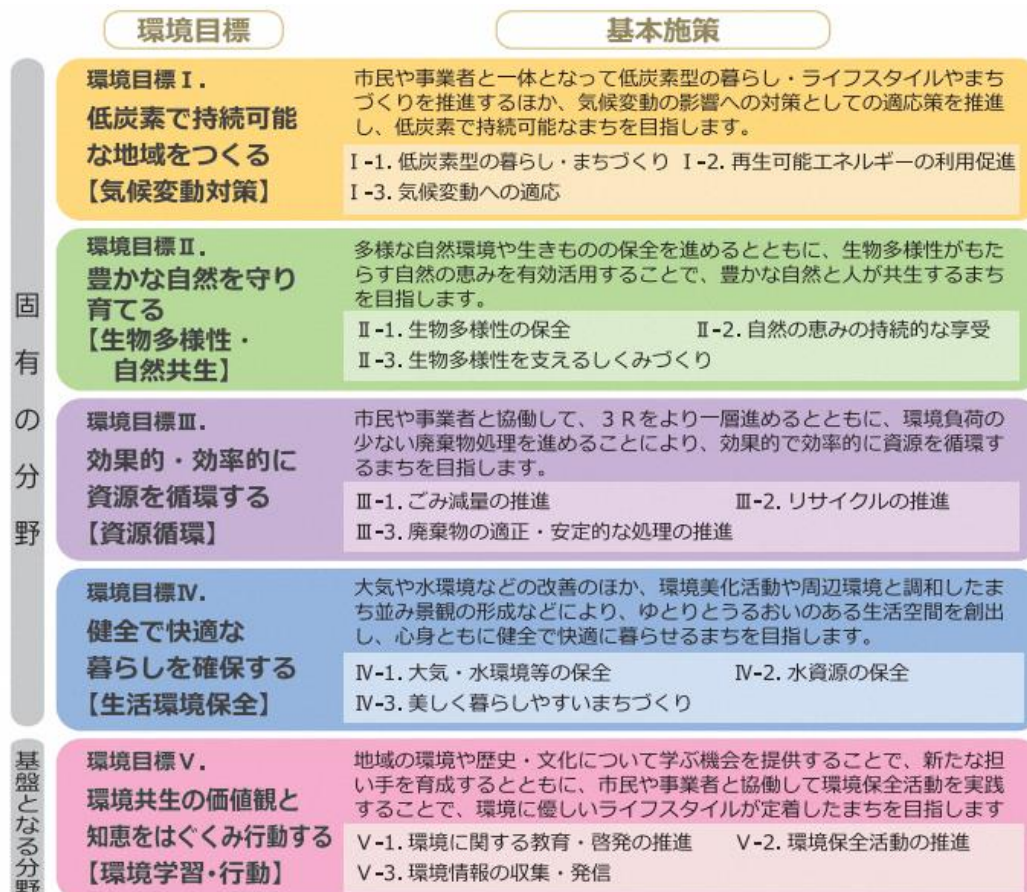 環境目標
基本施策
固有の分野
環境目標Ⅰ.
低炭素で持続可能
な地域をつくる
【気候変動対策】
市民や事業者と一体となって低炭素型の暮らし・ライフスタイルやまち
づくりを推進するほか、気候変動の影響への対策としての適応策を推進
し、低炭素で持続可能なまちを目指します。
Ⅰ-1. 低炭素型の暮らし・まちづくり Ⅰ-2. 再生可能エネルギーの利用促進
Ⅰ-3. 気候変動への適応
環境目標Ⅱ.
豊かな自然を守り
育てる
【生物多様性・
自然共生】
多様な自然環境や生きものの保全を進めるとともに、生物多様性がもた
らす自然の恵みを有効活用することで、豊かな自然と人が共生するまち
を目指します。
Ⅱ-1. 生物多様性の保全 Ⅱ-2. 自然の恵みの持続的な享受
Ⅱ-3. 生物多様性を支えるしくみづくり
環境目標Ⅲ.
効果的・効率的に
資源を循環する
【資源循環】
市民や事業者と協働して、３Ｒをより一層進めるとともに、環境負荷の
少ない廃棄物処理を進めることにより、効果的で効率的に資源を循環す
るまちを目指します。
Ⅲ-1. ごみ減量の推進 Ⅲ-2. リサイクルの推進
Ⅲ-3. 廃棄物の適正・安定的な処理の推進
環境目標Ⅳ.
健全で快適な
暮らしを確保する
【生活環境保全】
大気や水環境などの改善のほか、環境美化活動や周辺環境と調和したま
ち並み景観の形成などにより、ゆとりとうるおいのある生活空間を創出
し、心身ともに健全で快適に暮らせるまちを目指します。
Ⅳ-1. 大気・水環境等の保全 Ⅳ-2. 水資源の保全
Ⅳ-3. 美しく暮らしやすいまちづくり
基盤となる分野
環境目標Ⅴ.
環境共生の価値観と
知恵をはぐくみ行動する
【環境学習・行動】
地域の環境や歴史・文化について学ぶ機会を提供することで、新たな担
い手を育成するとともに、市民や事業者と協働して環境保全活動を実践
することで、環境に優しいライフスタイルが定着したまちを目指します
Ⅴ-1. 環境に関する教育・啓発の推進 Ⅴ-2. 環境保全活動の推進
Ⅴ-3. 環境情報の収集・発信